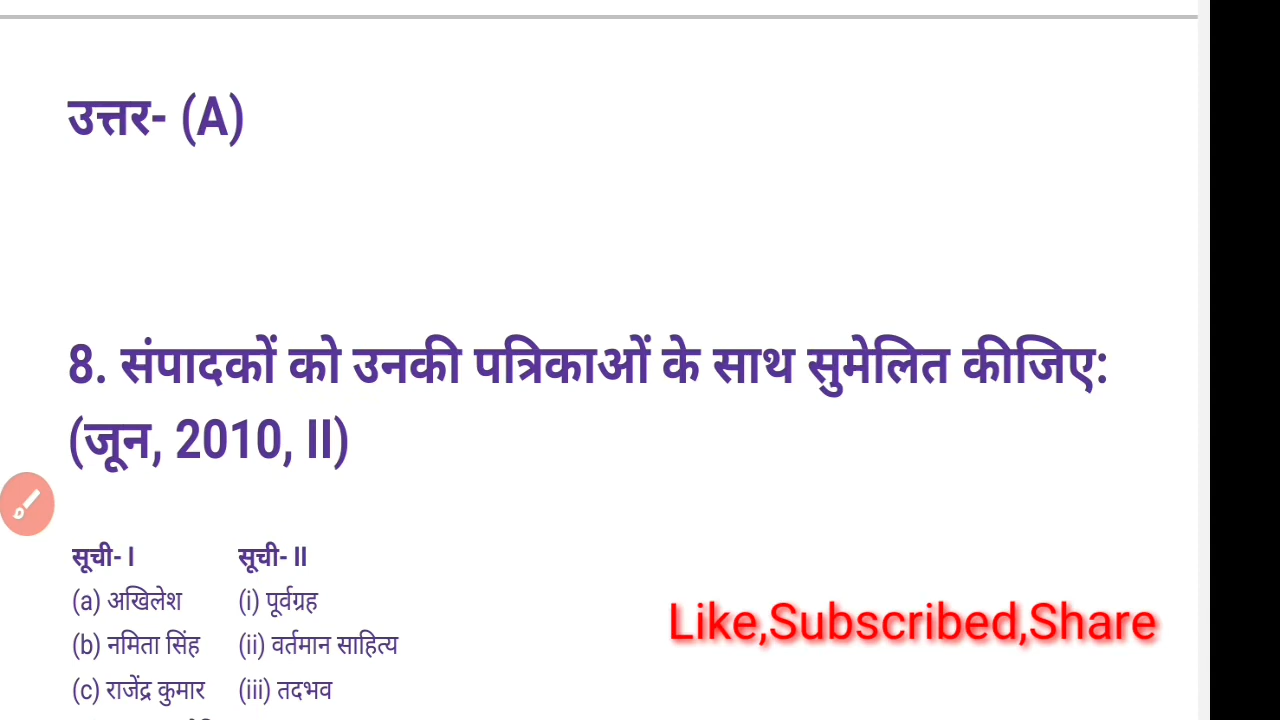 उत्तर- (A)
8. संपादकों को उनकी पत्रिकाओं के साथ सुमेलित कीजिए:
(जून, 2010, II)
सूची- I सूची- II
(a) अखिलेश (i) पूर्वग्रह
(b) नमिता सिंह (ii) वर्तमान साहित्य
(c) राजेंद्र कुमार (iii) तदभव
Like,Subscribed,Share